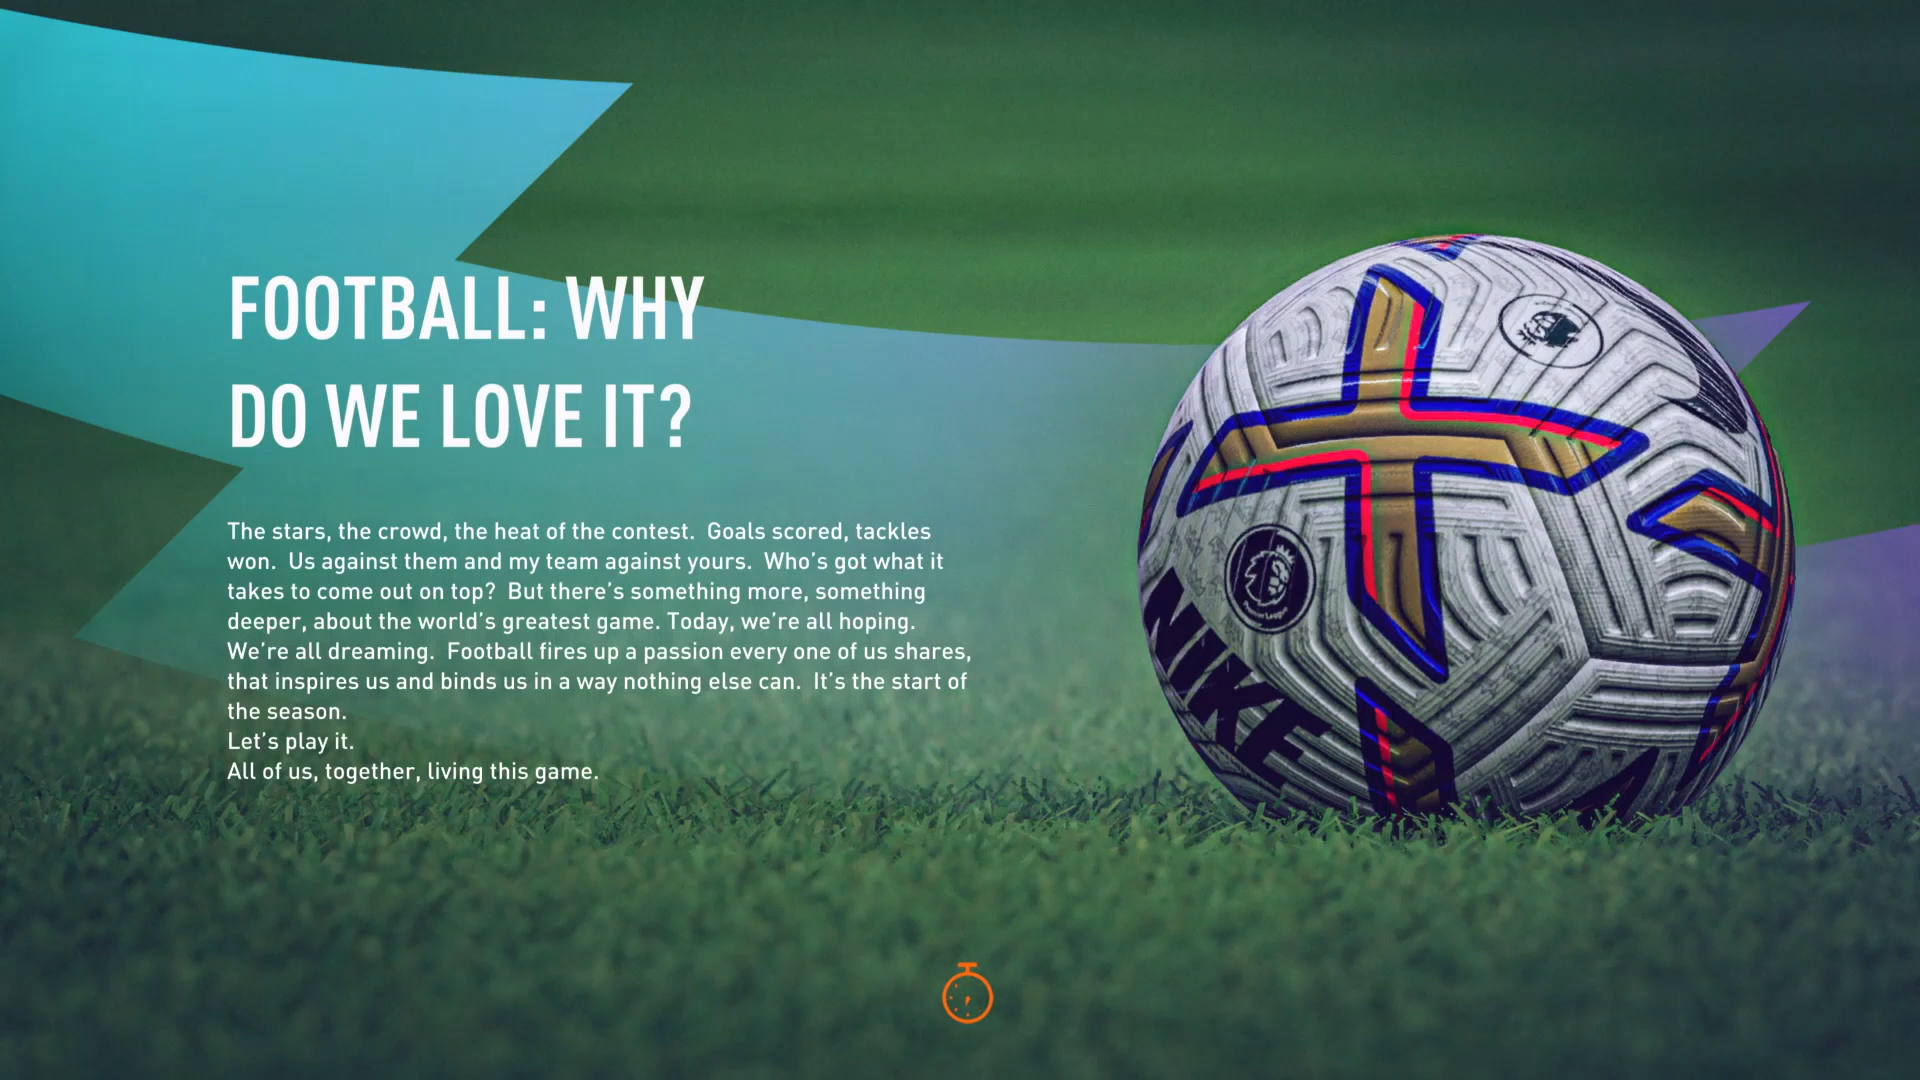 FOOTBALL: WHY
DO WE LOVE IT?
The stars, the crowd, the heat of the contest.  Goals scored, tackles
won.  Us against them and my team against yours.  Who's got what it
takes to come out on top?  But there's something more, something
deeper, about the world's greatest game. Today, we're all hoping.
We're all dreaming.  Football fires up a passion every one of us shares,
that inspires us and binds us in a way nothing else can.  It's the start of
the season.
Let's play it.
All of us, together, living this game.
Premier League
NIKE